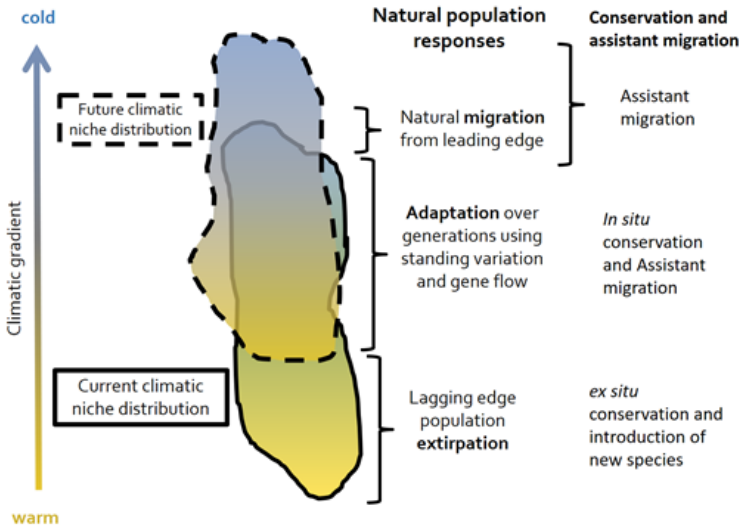 cold
Natural population
responses
Conservation and
assistant migration
Future climatic
niche distribution
Natural migration
from leading edge
Assistant
migration
Climatic gradient
Adaptation over
generations using
standing variation
and gene flow
In situ
conservation
and Assistant
migration
Current climatic
niche distribution
Lagging edge
population
extirpation
ex situ
conservation and
introduction of
new species
warm